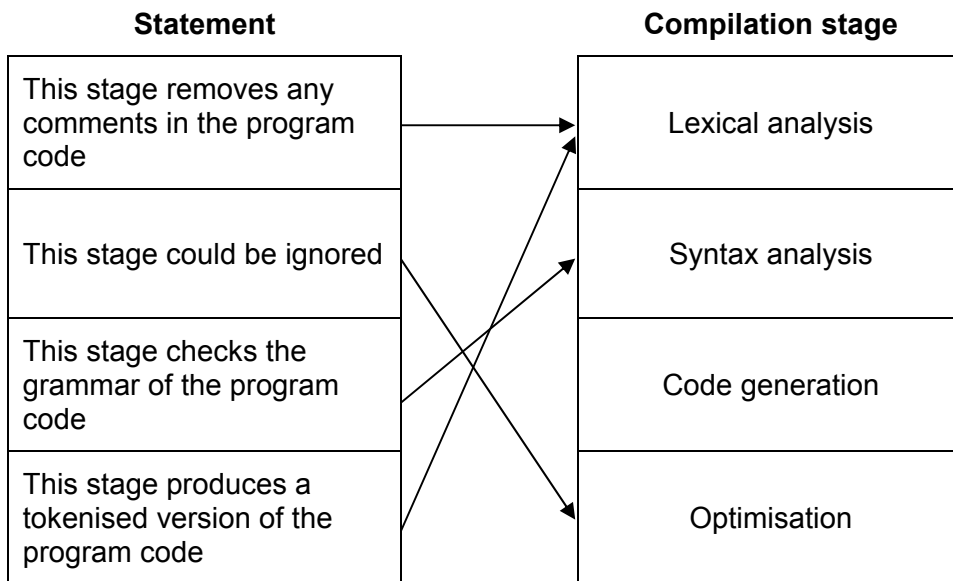 Statement
Compilation stage
This stage removes any
comments in the program
code
Lexical analysis
This stage could be ignored
Syntax analysis
This stage checks the
grammar of the program
code
Code generation
This stage produces a
tokenised version of the
program code
Optimisation